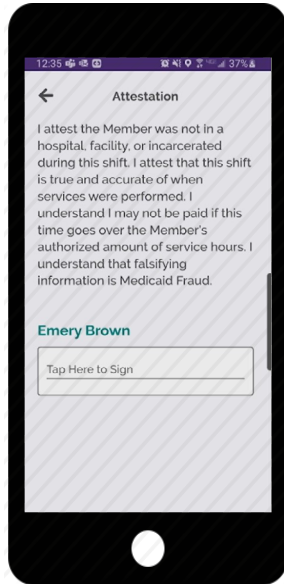 12:35 37%
Attestation
I attest the Member was not in a
hospital, facility, or incarcerated
during this shift. I attest that this shift
is true and accurate of when
services were performed. I
understand I may not be paid if this
time goes over the Member's
authorized amount of service hours. I
understand that falsifying
information is Medicaid Fraud.
Emery Brown
Tap Here to Sign